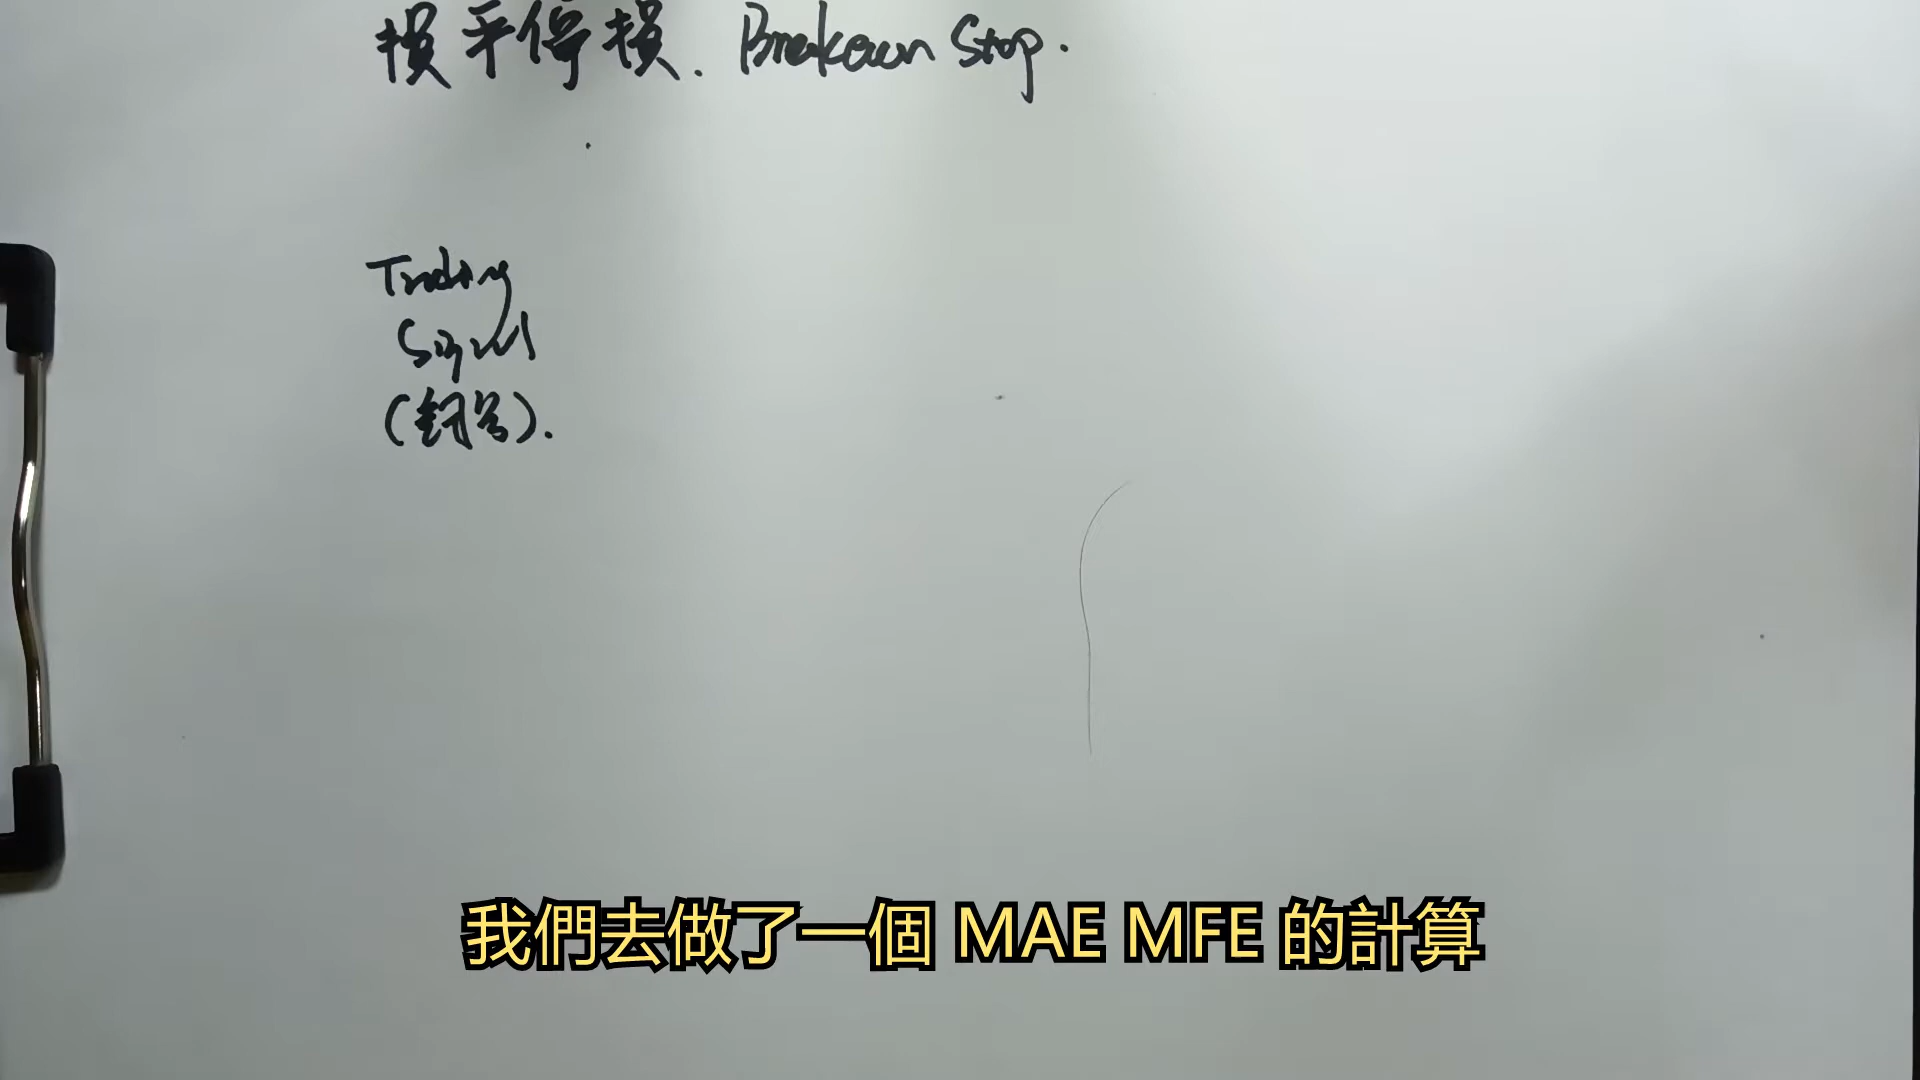 損平停損. Breakeven Stop.
Trading
Signal
(訊号).
我們去做了一個 MAE MFE 的計算